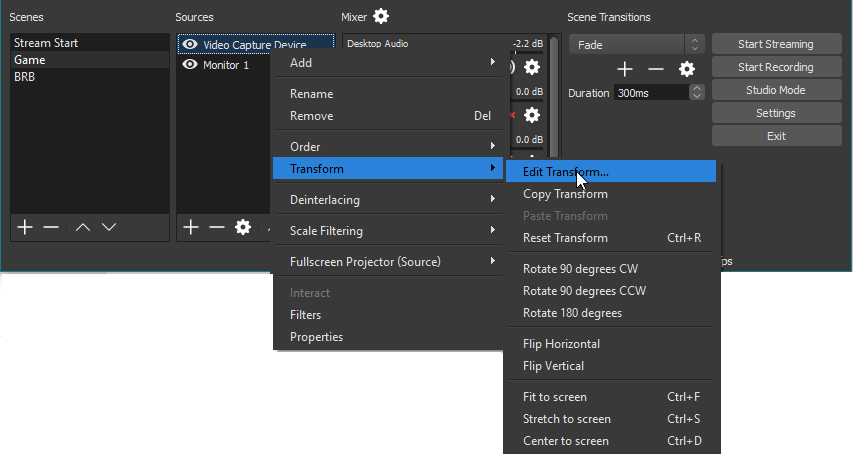 Scenes
Stream Start
Game
BRB
Sources
Video Capture Device
Monitor 1
Mixer
Desktop Audio -2.2 dB
0.0 dB
0.0 dB
Scene Transitions
Fade
Duration 300ms
Start Streaming
Start Recording
Studio Mode
Settings
Exit
Add
Rename
Remove Del
Order
Transform
Deinterlacing
Scale Filtering
Fullscreen Projector (Source)
Interact
Filters
Properties
Edit Transform...
Copy Transform
Paste Transform
Reset Transform Ctrl+R
Rotate 90 degrees CW
Rotate 90 degrees CCW
Rotate 180 degrees
Flip Horizontal
Flip Vertical
Fit to screen Ctrl+F
Stretch to screen Ctrl+S
Center to screen Ctrl+D